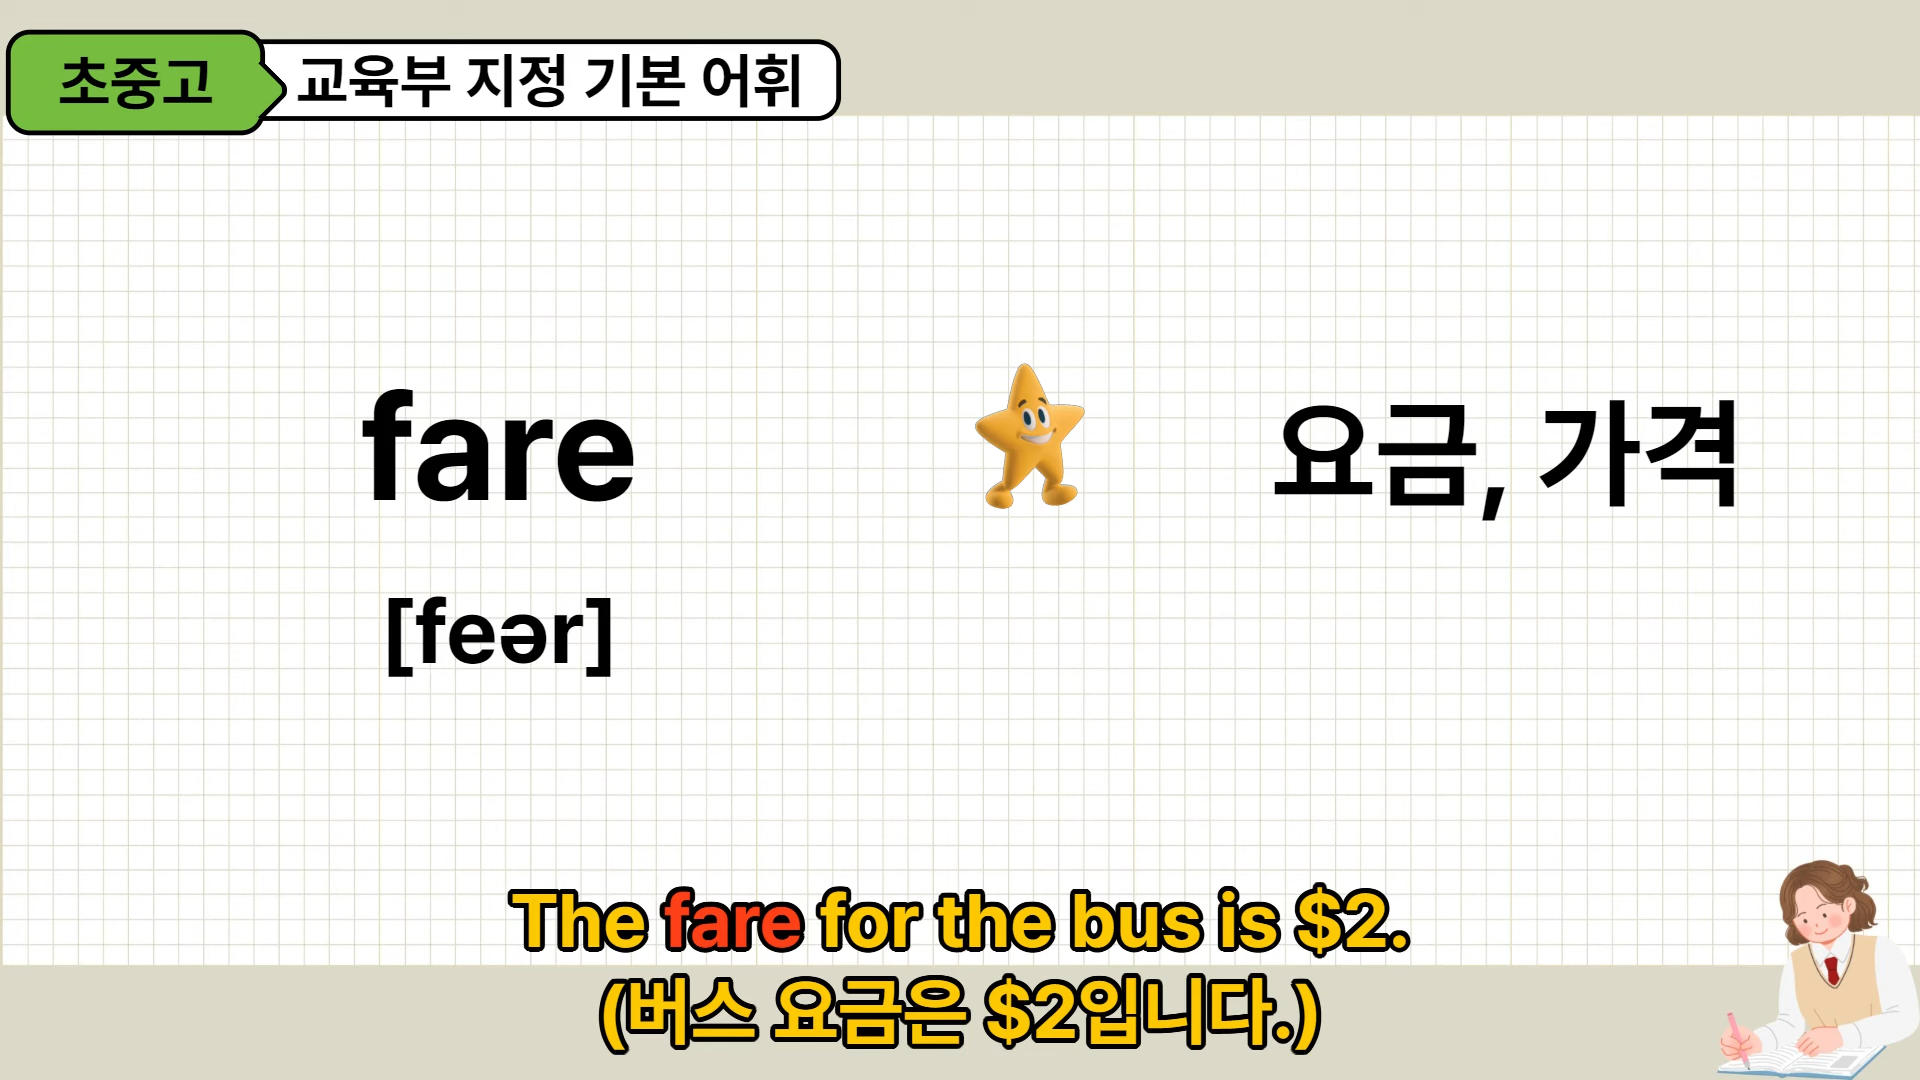 초중고
교육부 지정 기본 어휘
fare
요금, 가격
[feər]
The fare for the bus is $2.
(버스 요금은 $2입니다.)